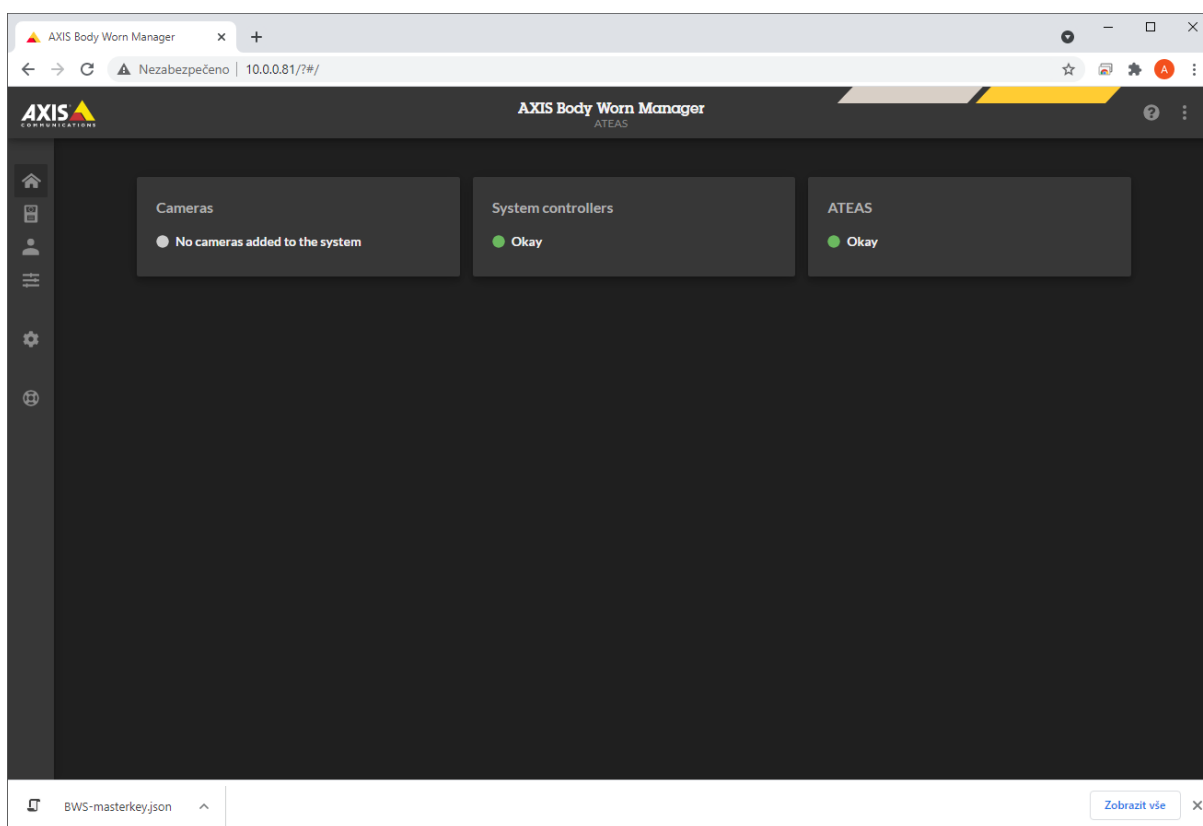 AXIS Body Worn Manager
Nezabezpečeno | 10.0.0.81/?#/
A
AXIS
COMMUNICATIONS
AXIS Body Worn Manager
ATEAS
Cameras
No cameras added to the system
System controllers
Okay
ATEAS
Okay
BWS-masterkey.json
Zobrazit vše